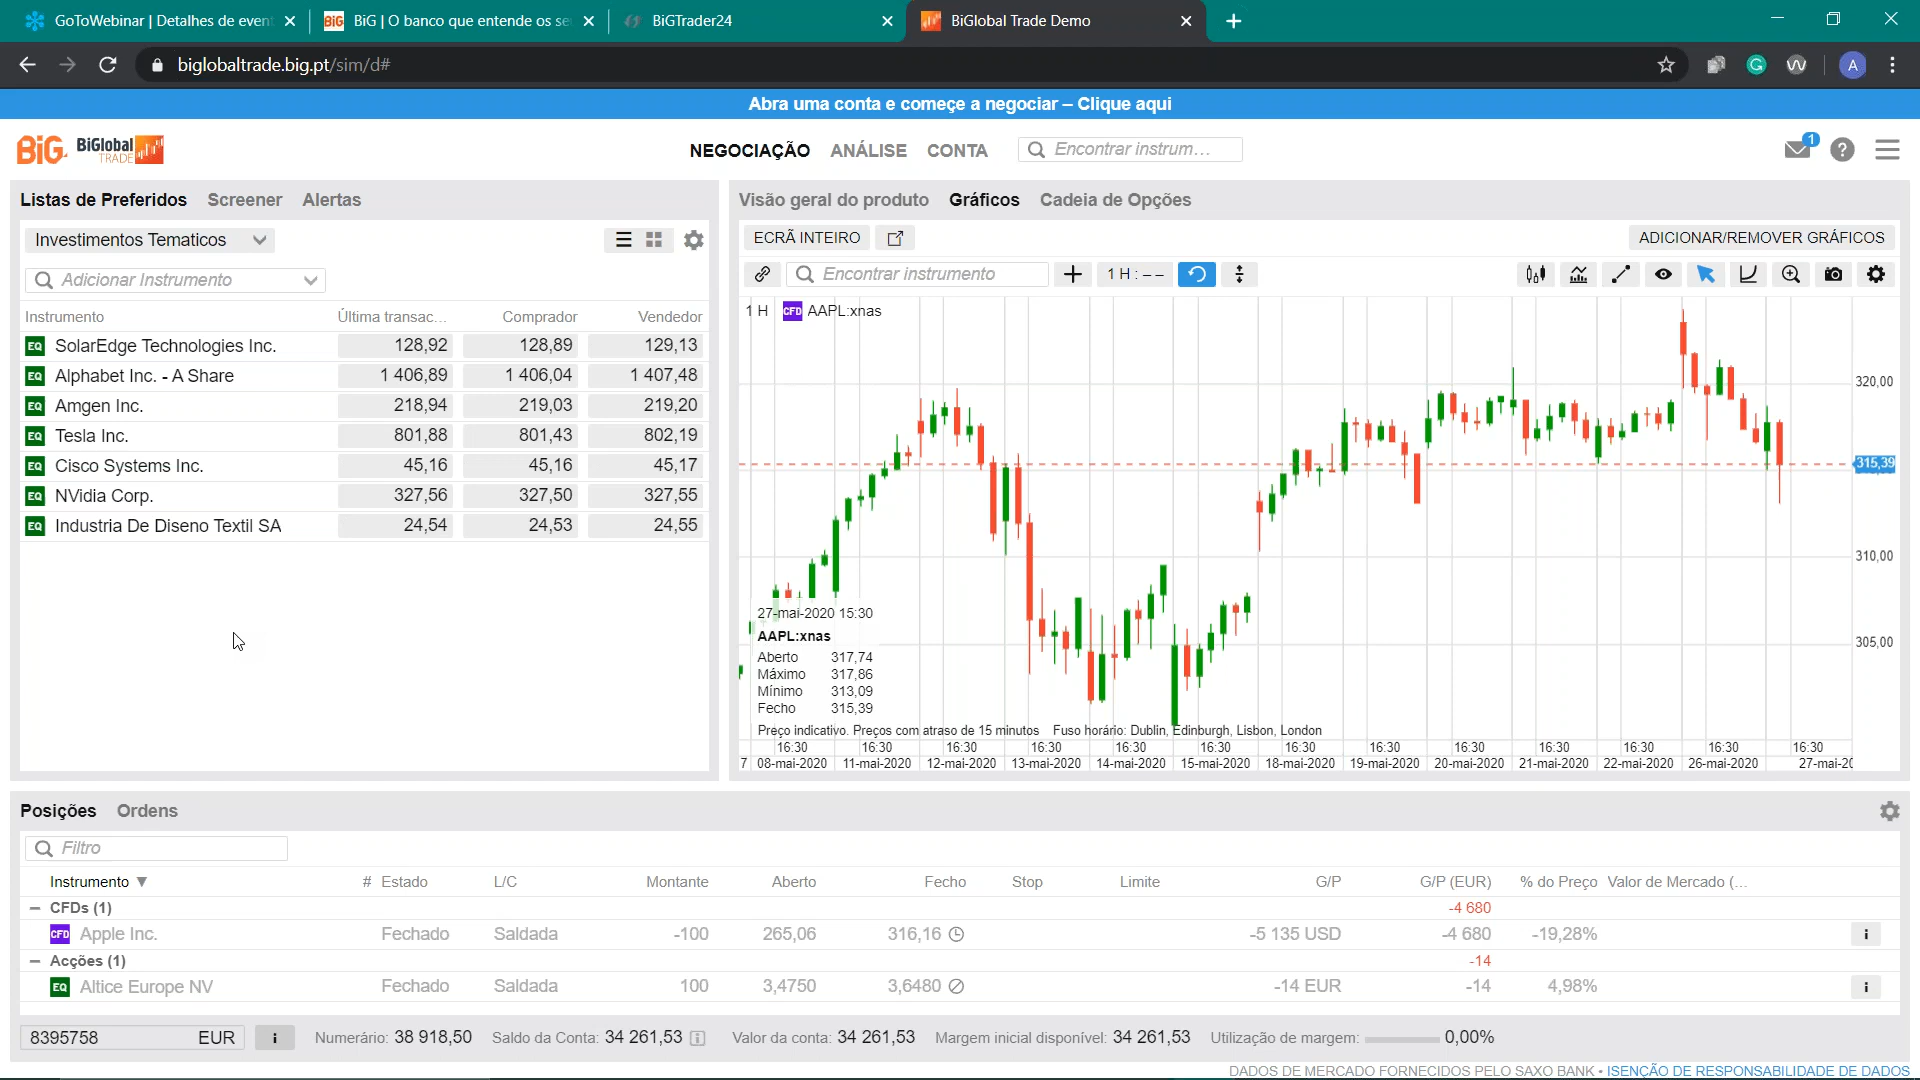 GoToWebinar | Detalhes de even
BiG | O banco que entende os se
BiGTrader24
BiGlobal Trade Demo
biglobaltrade.big.pt/sim/d#
A
Abra uma conta e começe a negociar – Clique aqui
BiG. BiGlobal TRADE
NEGOCIAÇÃO ANÁLISE CONTA Encontrar instrum...
1 ?
Listas de Preferidos Screener Alertas
Investimentos Tematicos
Adicionar Instrumento
Instrumento Última transac... Comprador Vendedor
EQ SolarEdge Technologies Inc. 128,92 128,89 129,13
EQ Alphabet Inc. - A Share 1 406,89 1 406,04 1 407,48
EQ Amgen Inc. 218,94 219,03 219,20
EQ Tesla Inc. 801,88 801,43 802,19
EQ Cisco Systems Inc. 45,16 45,16 45,17
EQ NVidia Corp. 327,56 327,50 327,55
EQ Industria De Diseno Textil SA 24,54 24,53 24,55
Visão geral do produto Gráficos Cadeia de Opções
ECRÃ INTEIRO ADICIONAR/REMOVER GRÁFICOS
Encontrar instrumento 1 H : – –
1 H CFD AAPL:xnas
320,00
315,39
310,00
305,00
27-mai-2020 15:30
AAPL:xnas
Aberto 317,74
Máximo 317,86
Mínimo 313,09
Fecho 315,39
Preço indicativo. Preços com atraso de 15 minutos Fuso horário: Dublin, Edinburgh, Lisbon, London
16:30 16:30 16:30 16:30 16:30 16:30 16:30 16:30 16:30 16:30 16:30 16:30 16:30
7 08-mai-2020 11-mai-2020 12-mai-2020 13-mai-2020 14-mai-2020 15-mai-2020 18-mai-2020 19-mai-2020 20-mai-2020 21-mai-2020 22-mai-2020 26-mai-2020 27-mai-20
Posições Ordens
Filtro
Instrumento # Estado L/C Montante Aberto Fecho Stop Limite G/P G/P (EUR) % do Preço Valor de Mercado (...
CFDs (1) -4 680
CFD Apple Inc. Fechado Saldada -100 265,06 316,16 -5 135 USD -4 680 -19,28% i
Acções (1) -14
EQ Altice Europe NV Fechado Saldada 100 3,4750 3,6480 -14 EUR -14 4,98% i
8395758 EUR i Numerário: 38 918,50 Saldo da Conta: 34 261,53 i Valor da conta: 34 261,53 Margem inicial disponível: 34 261,53 Utilização de margem: 0,00%
DADOS DE MERCADO FORNECIDOS PELO SAXO BANK • ISENÇÃO DE RESPONSABILIDADE DE DADOS